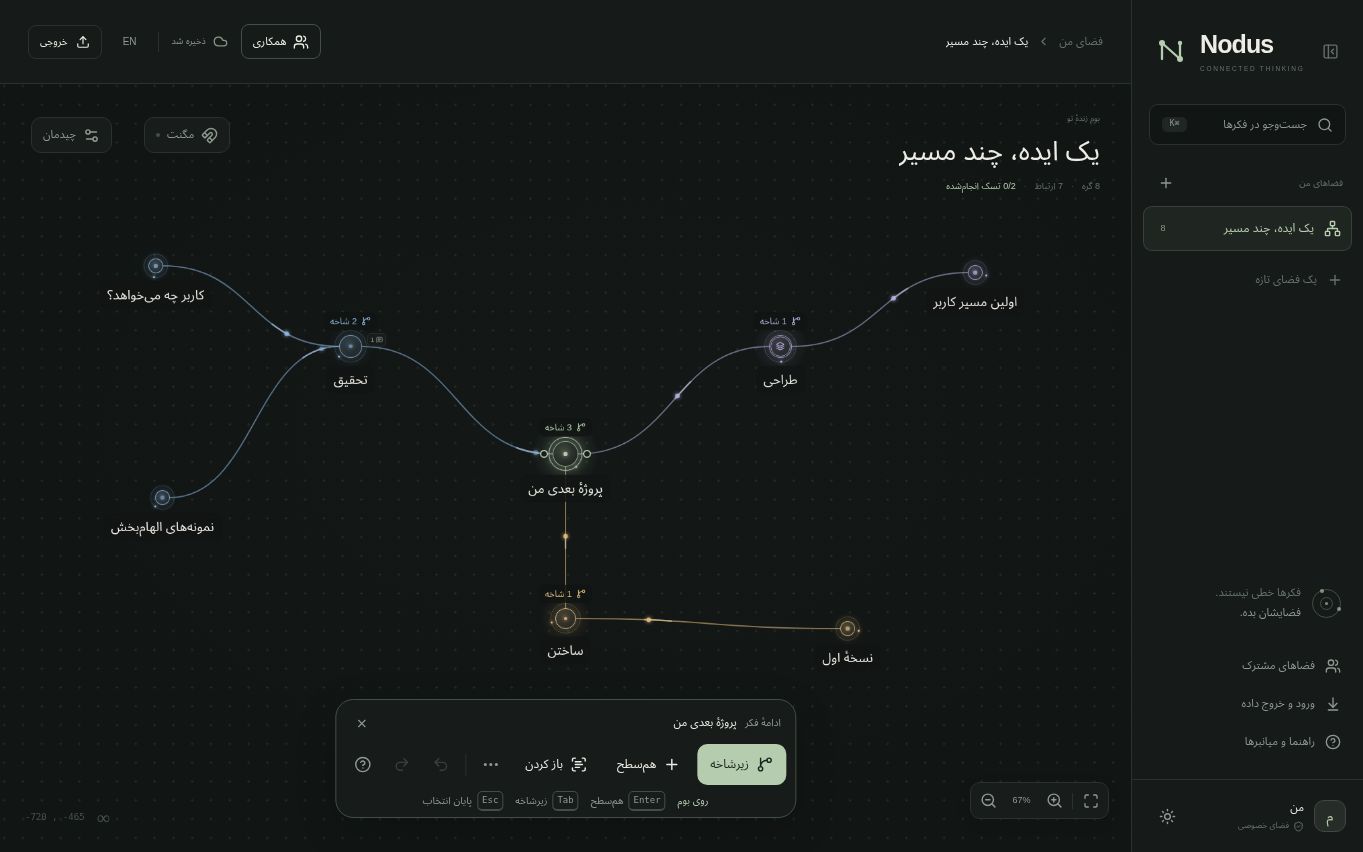 Nodus
CONNECTED THINKING
جست‌وجو در فکرها
K⌘
فضاهای من
یک ایده، چند مسیر
8
یک فضای تازه
فکرها خطی نیستند.
فضایشان بده.
فضاهای مشترک
ورود و خروج داده
راهنما و میانبرها
من
فضای خصوصی
م
فضای من
یک ایده، چند مسیر
همکاری
ذخیره شد
EN
خروجی
بوم زندهٔ تو
یک ایده، چند مسیر
8 گره · 7 ارتباط · 0/2 تسک انجام‌شده
مگنت
چیدمان
کاربر چه می‌خواهد؟
2 شاخه
1
تحقیق
نمونه‌های الهام‌بخش
1 شاخه
طراحی
اولین مسیر کاربر
3 شاخه
پروژهٔ بعدی من
1 شاخه
ساختن
نسخهٔ اول
ادامهٔ فکر پروژهٔ بعدی من
زیرشاخه
هم‌سطح
باز کردن
روی بوم Enter هم‌سطح Tab زیرشاخه Esc پایان انتخاب
67%
-720 , -465